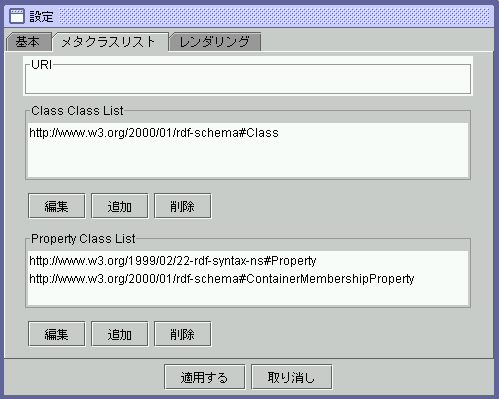 設定
基本 メタクラスリスト レンダリング
URI
Class Class List
http://www.w3.org/2000/01/rdf-schema#Class
編集 追加 削除
Property Class List
http://www.w3.org/1999/02/22-rdf-syntax-ns#Property
http://www.w3.org/2000/01/rdf-schema#ContainerMembershipProperty
編集 追加 削除
適用する 取り消し